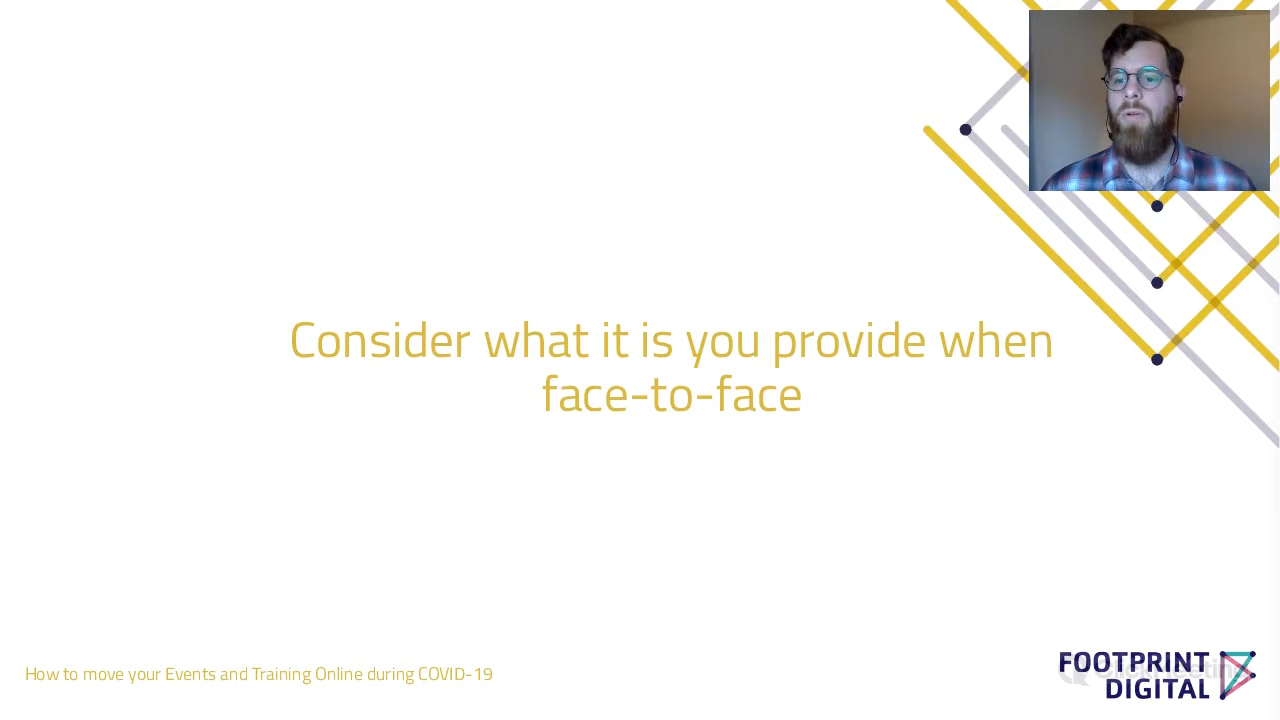 Consider what it is you provide when
face-to-face
How to move your Events and Training Online during COVID-19
FOOTPRINT
DIGITAL
ClickMeeting